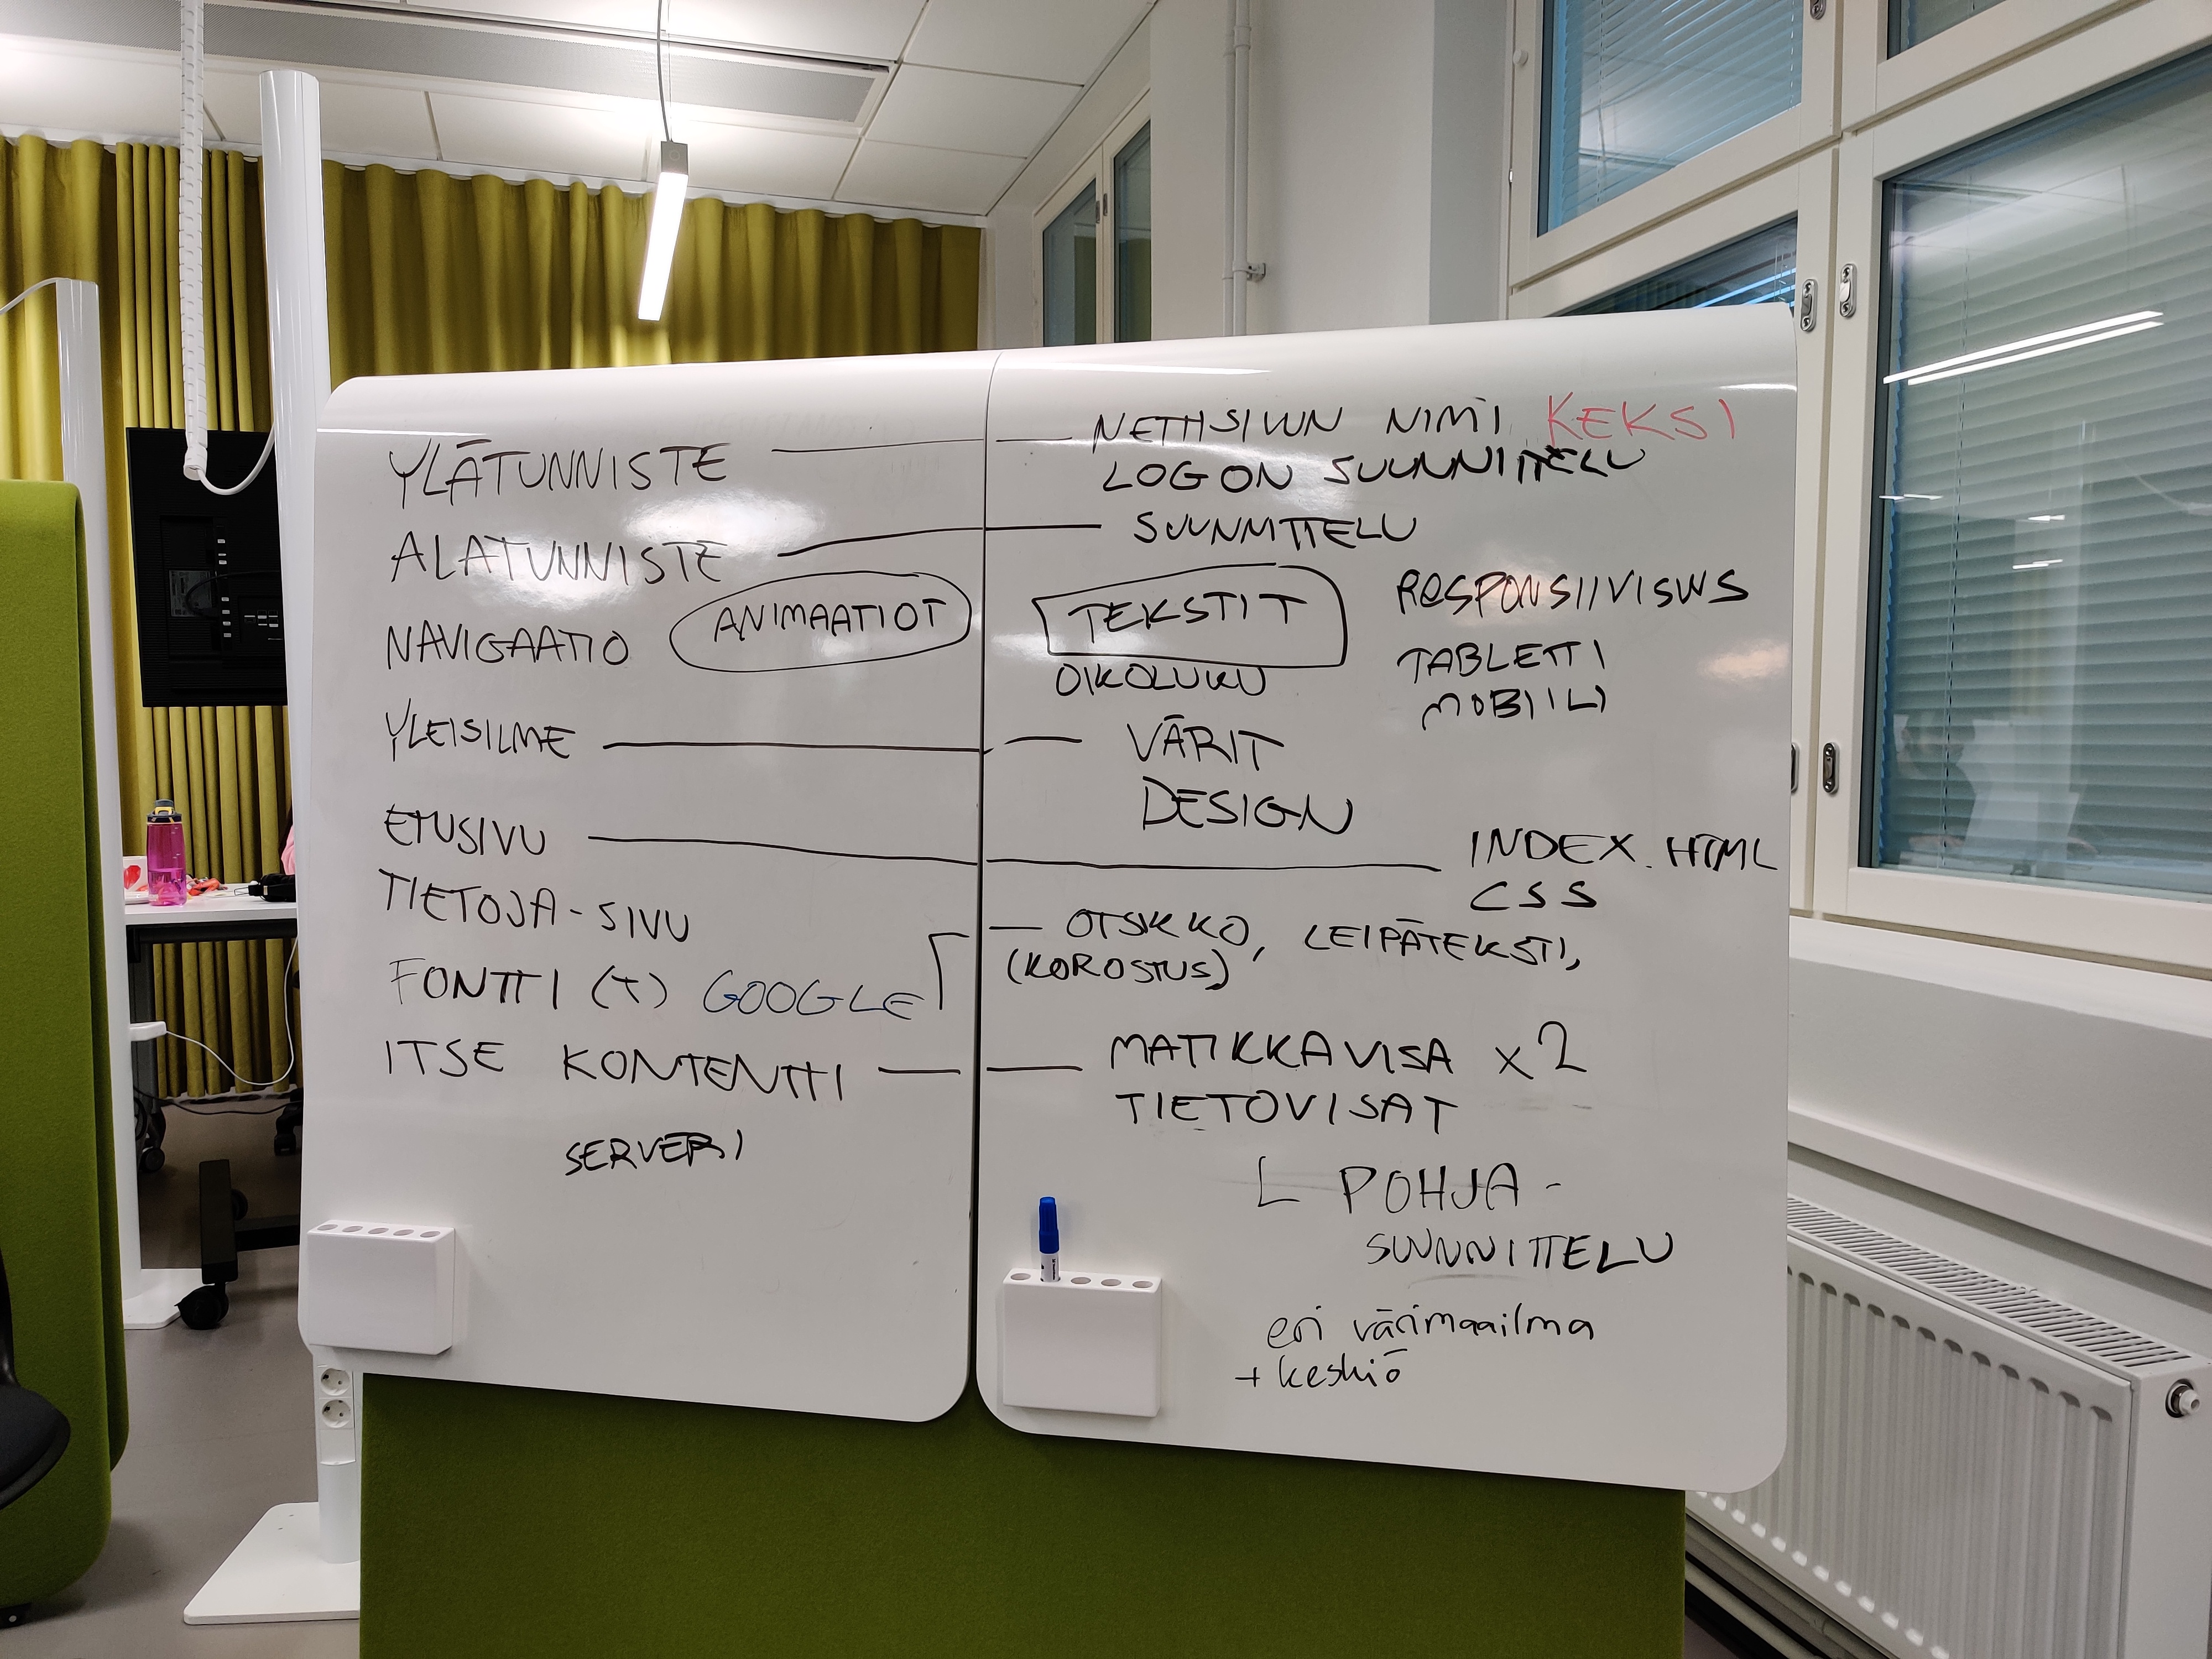 YLÄTUNNISTE
ALATUNNISTE
NAVIGAATIO
ANIMAATIOT
YLEISILME
ETUSIVU
TIETOJA-SIVU
FONTTI (T) GOOGLE
ITSE KONTENTTI
SERVERI
NETTISIVUN NIMI KEKSI
LOGON SUUNNITTELU
SUUNNITTELU
TEKSTIT
OIKOLUKU
RESPONSIIVISUUS
TABLETTI
MOBIILI
VÄRIT
DESIGN
INDEX.HTML
CSS
OTSIKKO, LEIPÄTEKSTI,
(KOROSTUS)
MATIKKAVISA x2
TIETOVISAT
POHJA-
SUUNNITTELU
eri värimaailma
+ keskiö